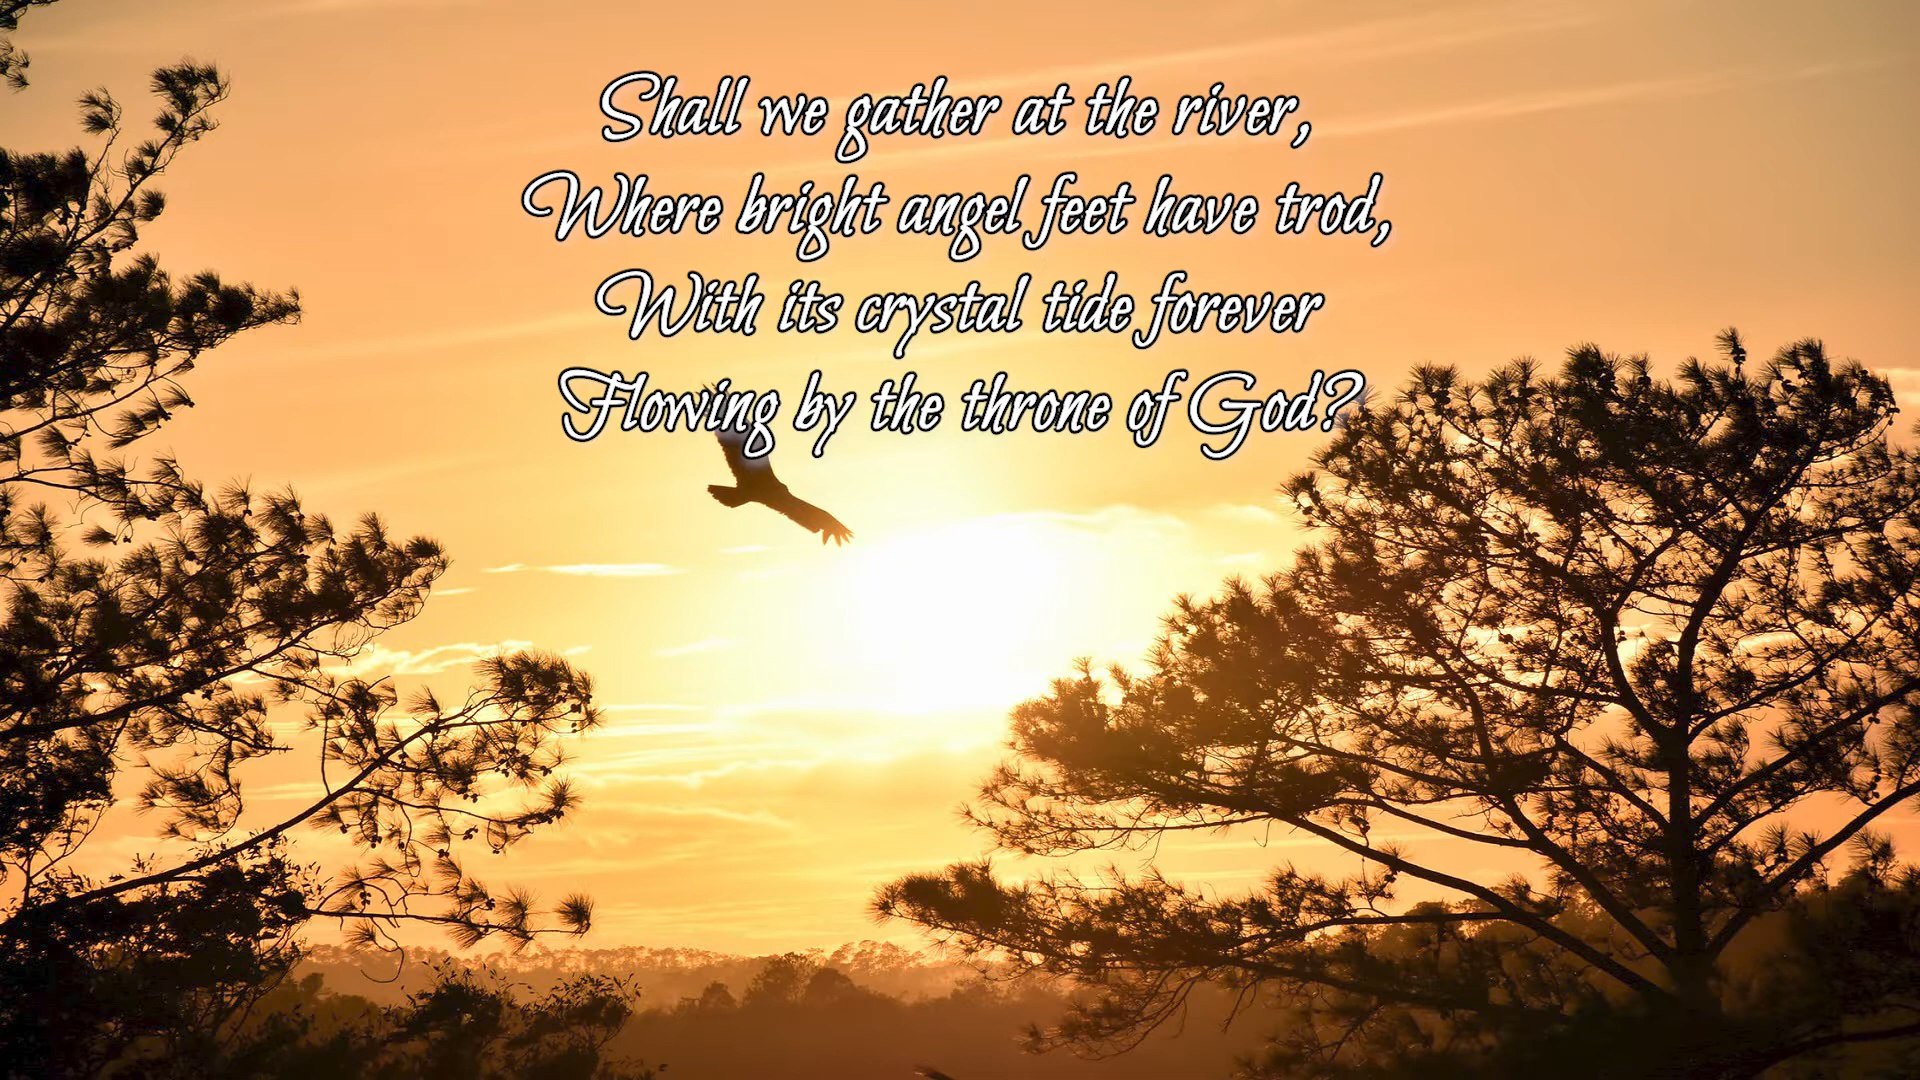 Shall we gather at the river,
Where bright angel feet have trod,
With its crystal tide forever
Flowing by the throne of God?